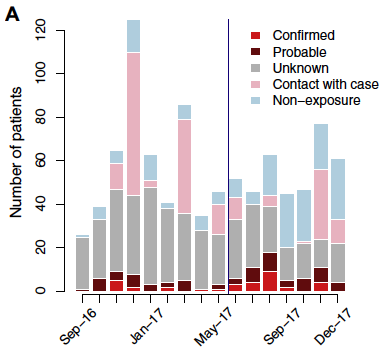 A
120
100
80
60
40
20
0
Number of patients
Confirmed
Probable
Unknown
Contact with case
Non−exposure
Sep−16
Jan−17
May−17
Sep−17
Dec−17